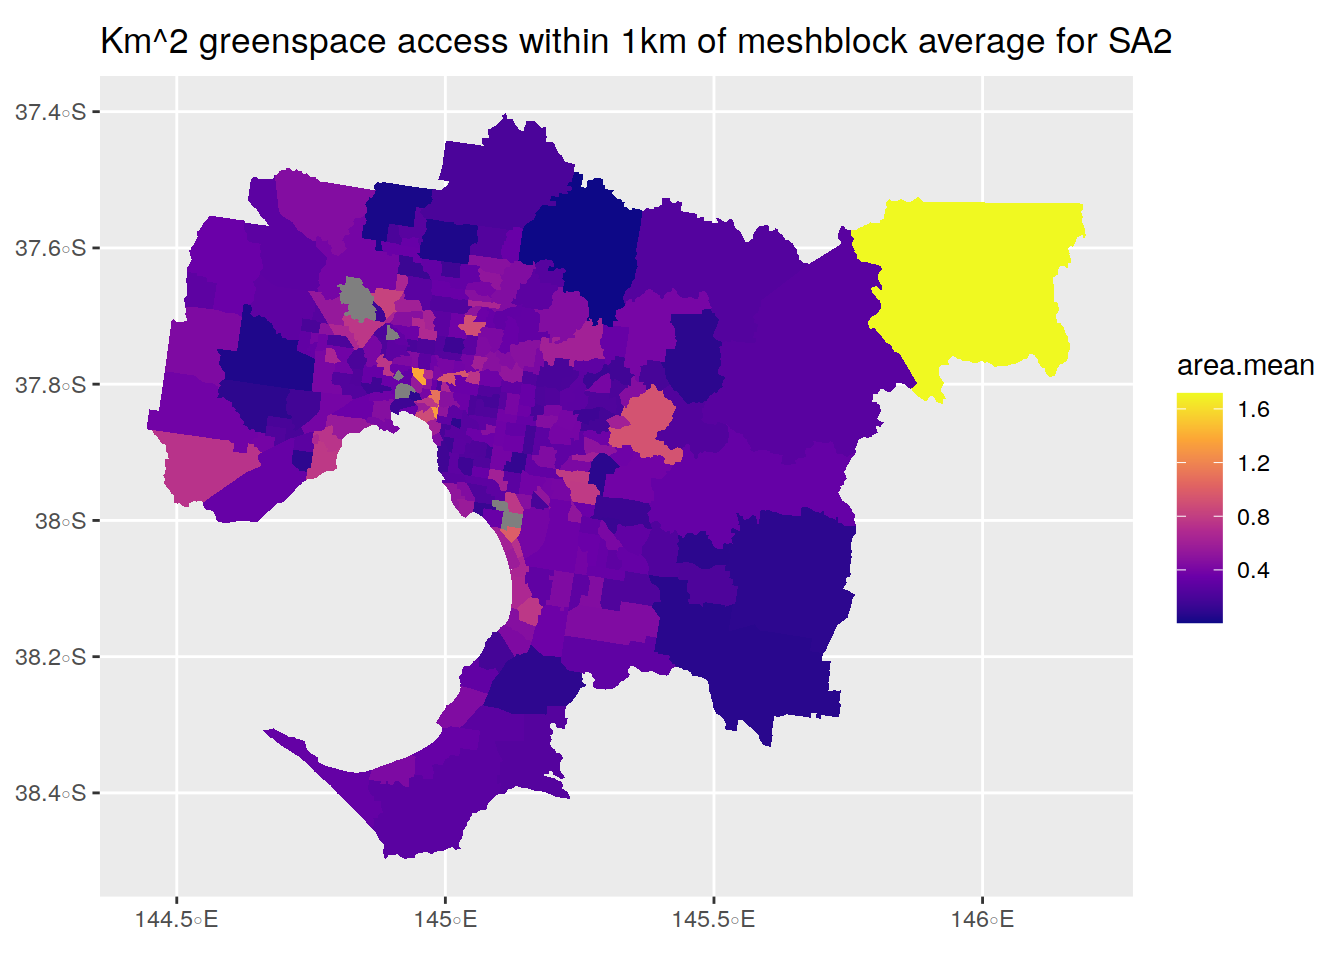 Km^2 greenspace access within 1km of meshblock average for SA2
37.4◦S
37.6◦S
37.8◦S
38◦S
38.2◦S
38.4◦S
144.5◦E
145◦E
145.5◦E
146◦E
area.mean
1.6
1.2
0.8
0.4